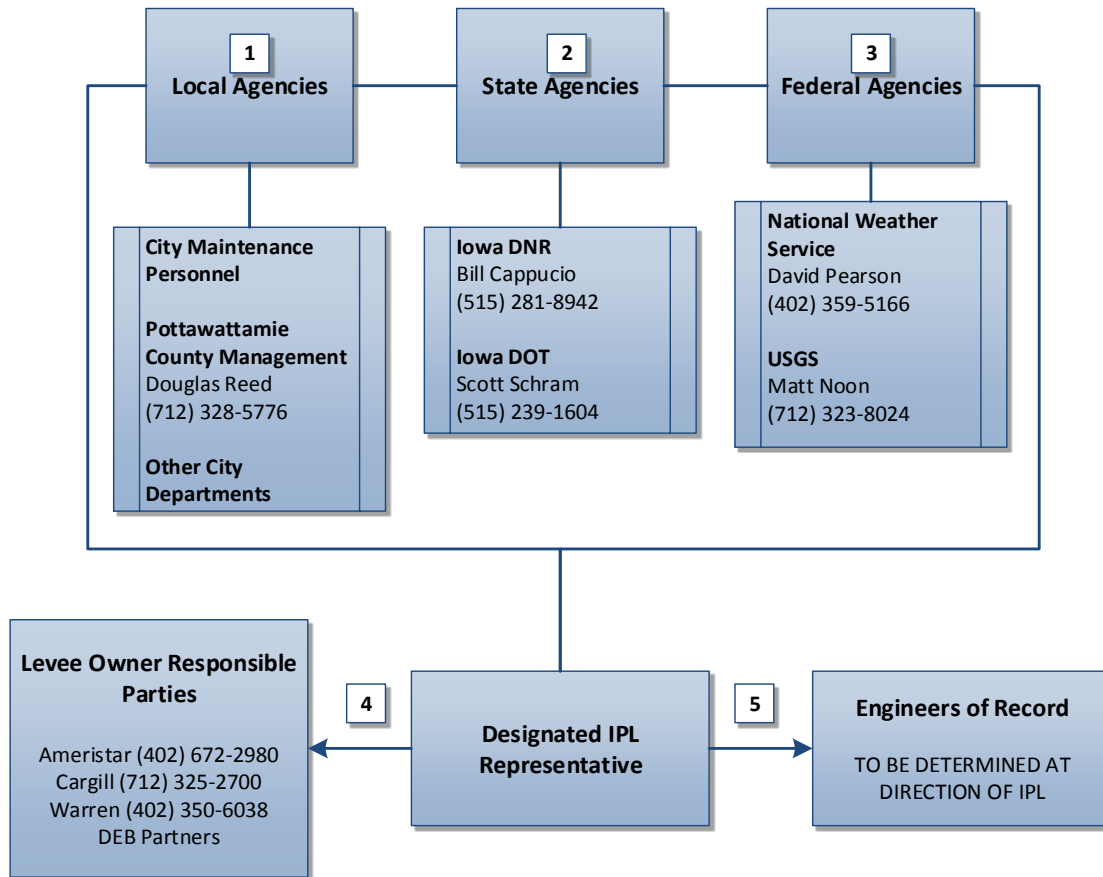 1
Local Agencies
2
State Agencies
3
Federal Agencies
City Maintenance
Personnel
Pottawattamie
County Management
Douglas Reed
(712) 328-5776
Other City
Departments
Iowa DNR
Bill Cappucio
(515) 281-8942
Iowa DOT
Scott Schram
(515) 239-1604
National Weather
Service
David Pearson
(402) 359-5166
USGS
Matt Noon
(712) 323-8024
Levee Owner Responsible
Parties
Ameristar (402) 672-2980
Cargill (712) 325-2700
Warren (402) 350-6038
DEB Partners
4
Designated IPL
Representative
5
Engineers of Record
TO BE DETERMINED AT
DIRECTION OF IPL